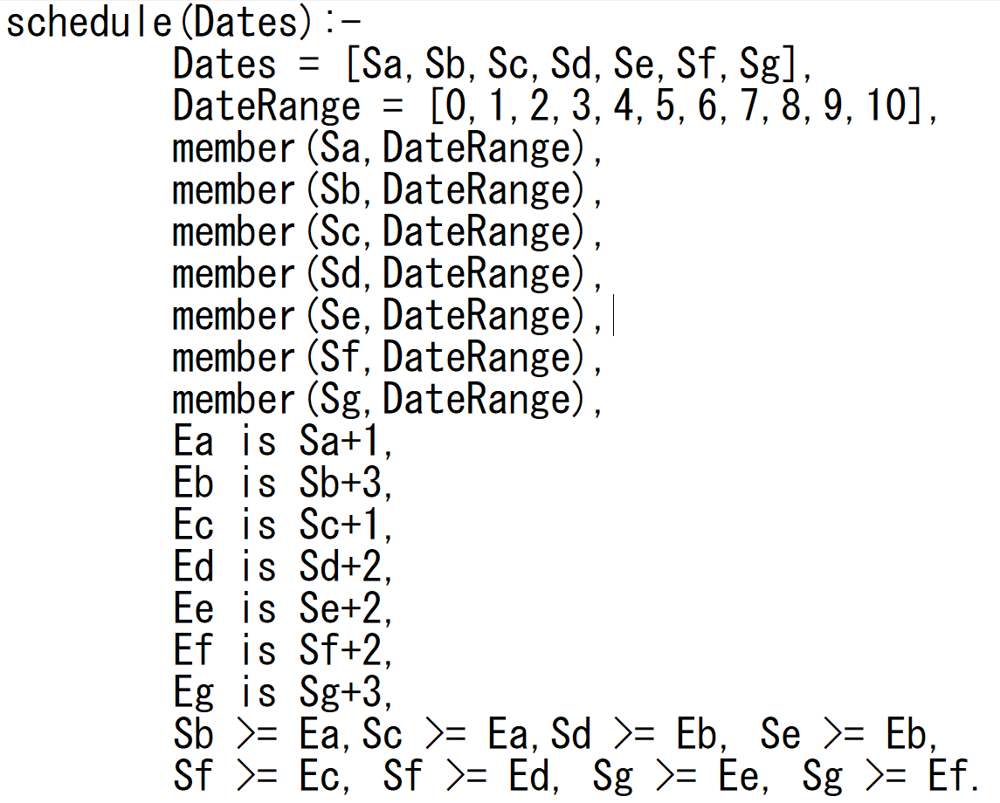 schedule(Dates):-
Dates = [Sa,Sb,Sc,Sd,Se,Sf,Sg],
DateRange = [0,1,2,3,4,5,6,7,8,9,10],
member(Sa,DateRange),
member(Sb,DateRange),
member(Sc,DateRange),
member(Sd,DateRange),
member(Se,DateRange),
member(Sf,DateRange),
member(Sg,DateRange),
Ea is Sa+1,
Eb is Sb+3,
Ec is Sc+1,
Ed is Sd+2,
Ee is Se+2,
Ef is Sf+2,
Eg is Sg+3,
Sb >= Ea,Sc >= Ea,Sd >= Eb, Se >= Eb,
Sf >= Ec, Sf >= Ed, Sg >= Ee, Sg >= Ef.